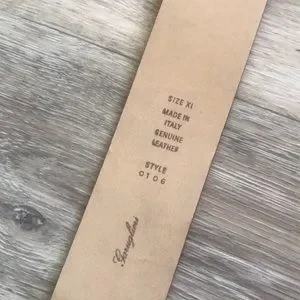 SIZE XL
MADE IN
ITALY
GENUINE
LEATHER
STYLE
0106